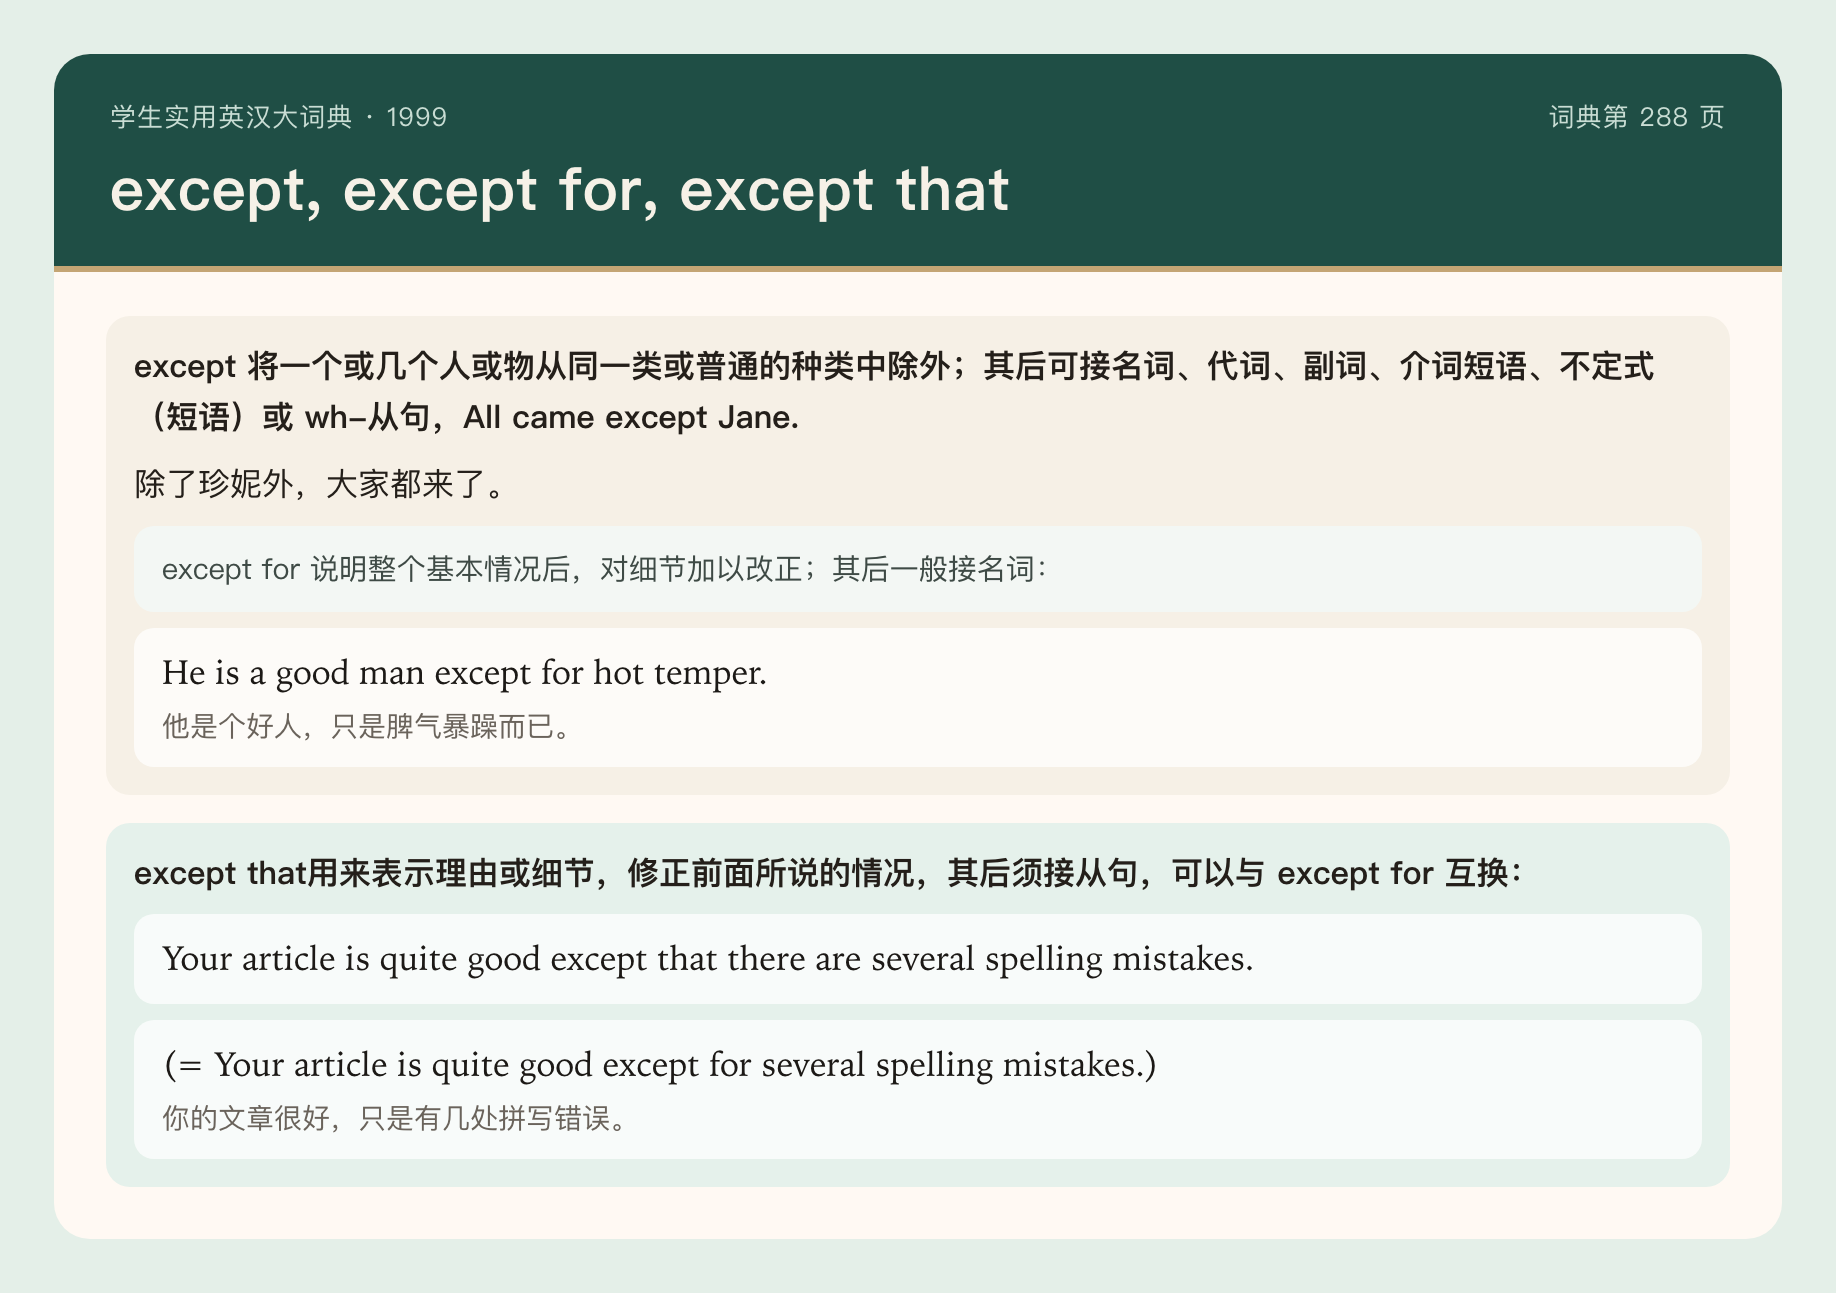 学生实用英汉大词典 · 1999
词典第 288 页
except, except for, except that
except 将一个或几个人或物从同一类或普通的种类中除外；其后可接名词、代词、副词、介词短语、不定式
（短语）或 wh–从句，All came except Jane.
除了珍妮外，大家都来了。
except for 说明整个基本情况后，对细节加以改正；其后一般接名词：
He is a good man except for hot temper.
他是个好人，只是脾气暴躁而已。
except that用来表示理由或细节，修正前面所说的情况，其后须接从句，可以与 except for 互换：
Your article is quite good except that there are several spelling mistakes.
(= Your article is quite good except for several spelling mistakes.)
你的文章很好，只是有几处拼写错误。